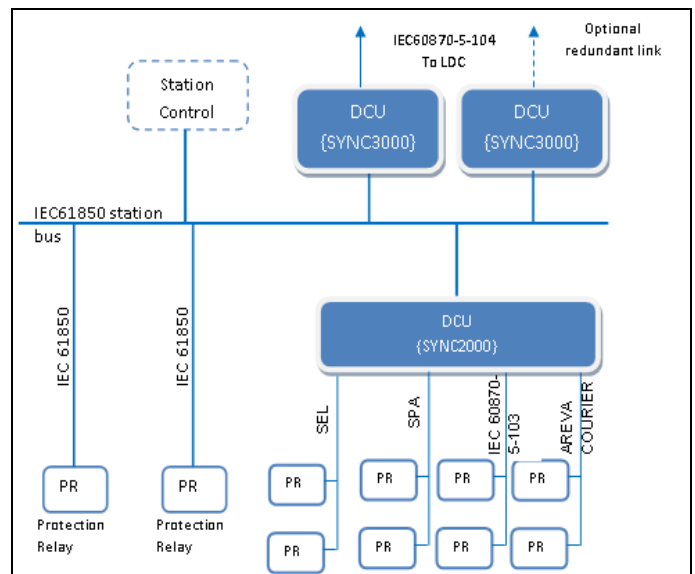 IEC60870-5-104
To LDC
Optional
redundant link
Station
Control
DCU
{SYNC3000}
DCU
{SYNC3000}
IEC61850 station
bus
IEC 61850
IEC 61850
DCU
{SYNC2000}
SEL
SPA
IEC 60870-
5-103
AREVA
COURIER
PR
Protection
Relay
PR
Protection
Relay
PR
PR
PR
PR
PR
PR
PR
PR